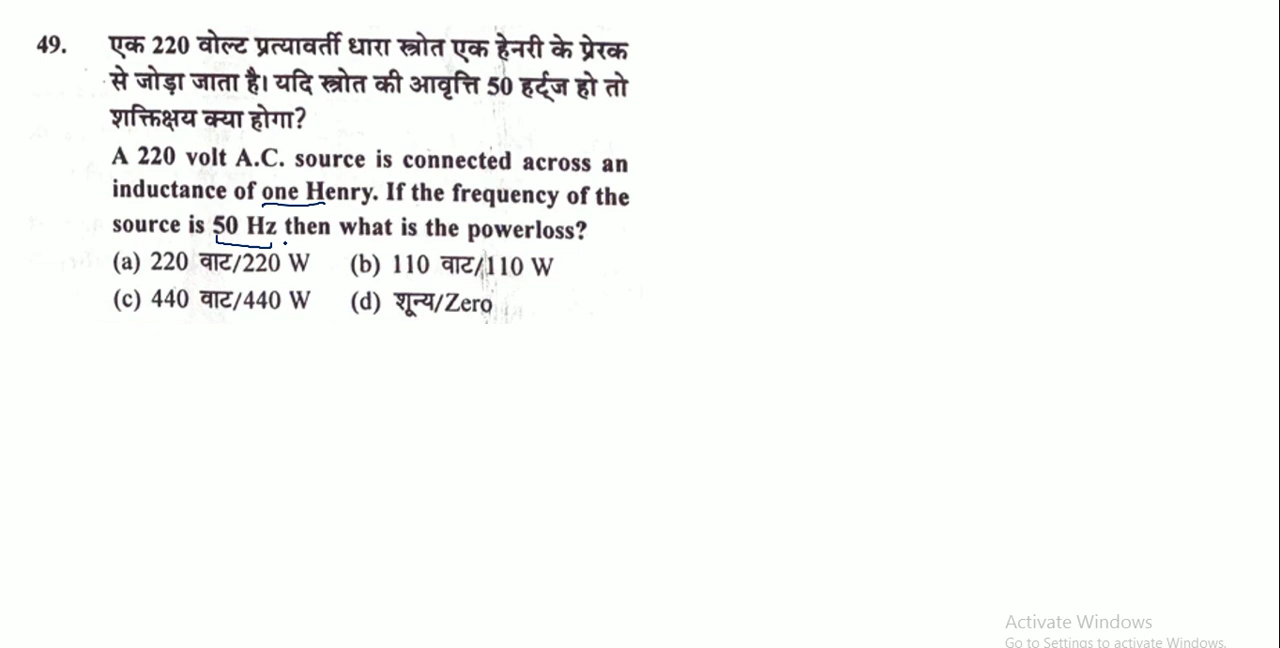 49. एक 220 वोल्ट प्रत्यावर्ती धारा स्त्रोत एक हेनरी के प्रेरक
से जोड़ा जाता है। यदि स्त्रोत की आवृत्ति 50 हर्ट्ज हो तो
शक्तिक्षय क्या होगा?
A 220 volt A.C. source is connected across an
inductance of one Henry. If the frequency of the
source is 50 Hz then what is the powerloss?
(a) 220 वाट/220 W (b) 110 वाट/110 W
(c) 440 वाट/440 W (d) शून्य/Zero
Activate Windows
Go to Settings to activate Windows.